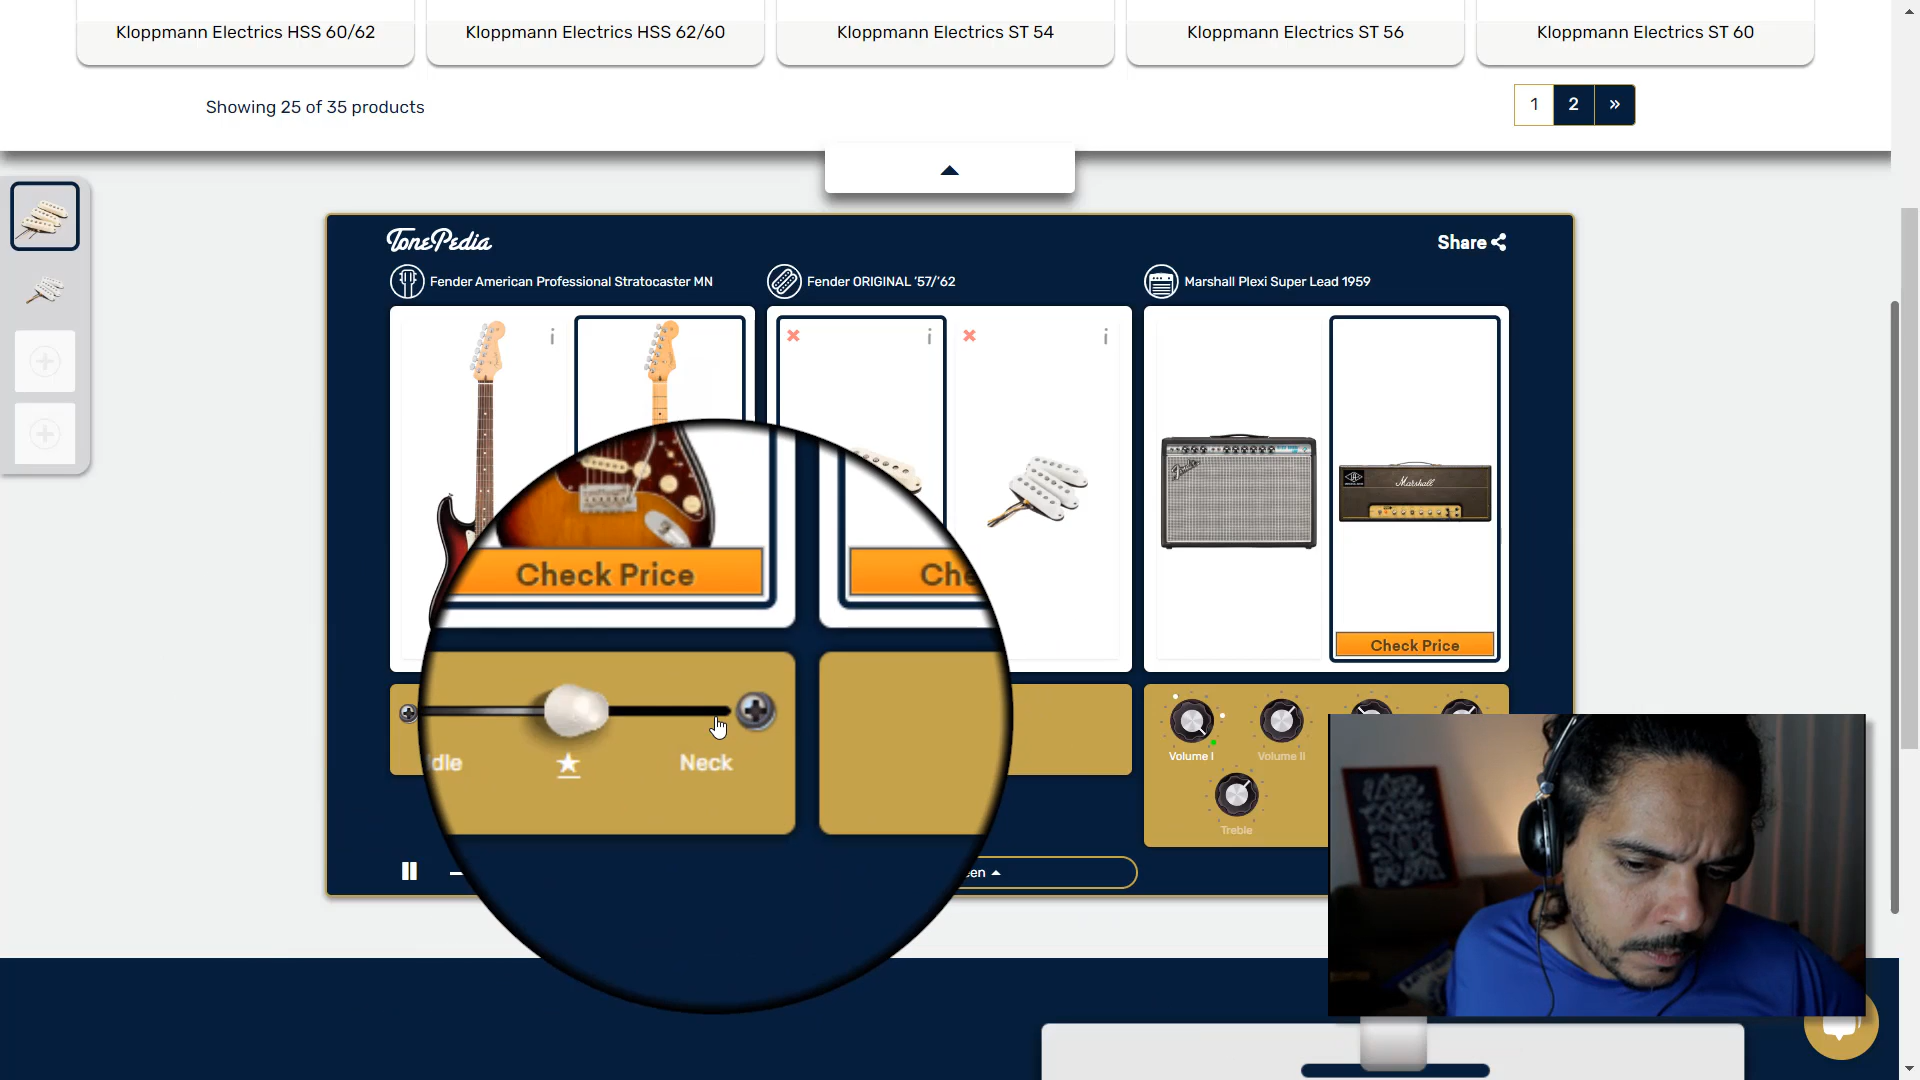 Kloppmann Electrics HSS 60/62
Kloppmann Electrics HSS 62/60
Kloppmann Electrics ST 54
Kloppmann Electrics ST 56
Kloppmann Electrics ST 60
Showing 25 of 35 products
1 2 »
TonePedia
Share
Fender American Professional Stratocaster MN
Fender ORIGINAL ’57/’62
Marshall Plexi Super Lead 1959
i
i
i
Fender
Marshall
Check Price
Check Price
Neck
Volume I
Volume II
Treble